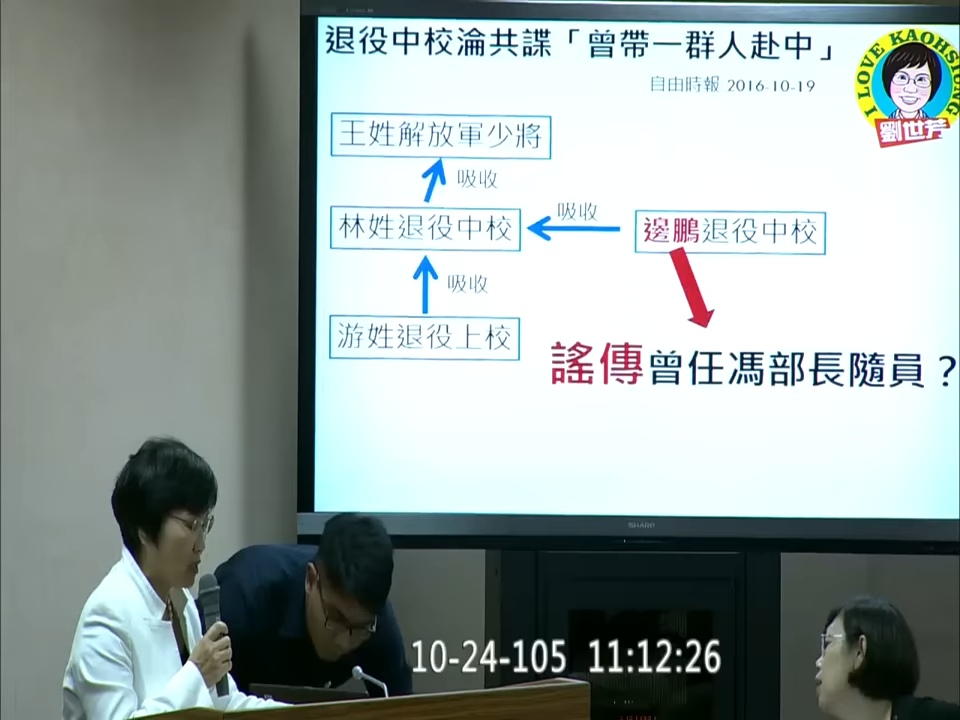 退役中校淪共諜「曾帶一群人赴中」
自由時報 2016-10-19
I LOVE KAOHSIUNG
劉世芳
王姓解放軍少將
吸收
林姓退役中校
吸收
邊鵬退役中校
吸收
游姓退役上校
謠傳曾任馮部長隨員？
SHARP
10-24-105 11:12:26